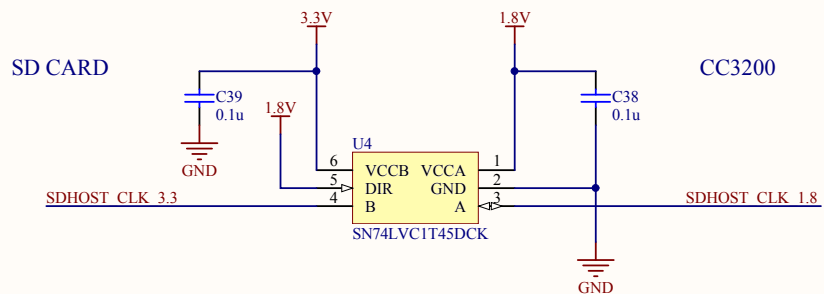 3.3V
1.8V
SD CARD
CC3200
C39
0.1u
1.8V
C38
0.1u
GND
U4
6 VCCB VCCA 1
5 DIR GND 2
4 B A 3
SDHOST_CLK_3.3
SDHOST_CLK_1.8
SN74LVC1T45DCK
GND